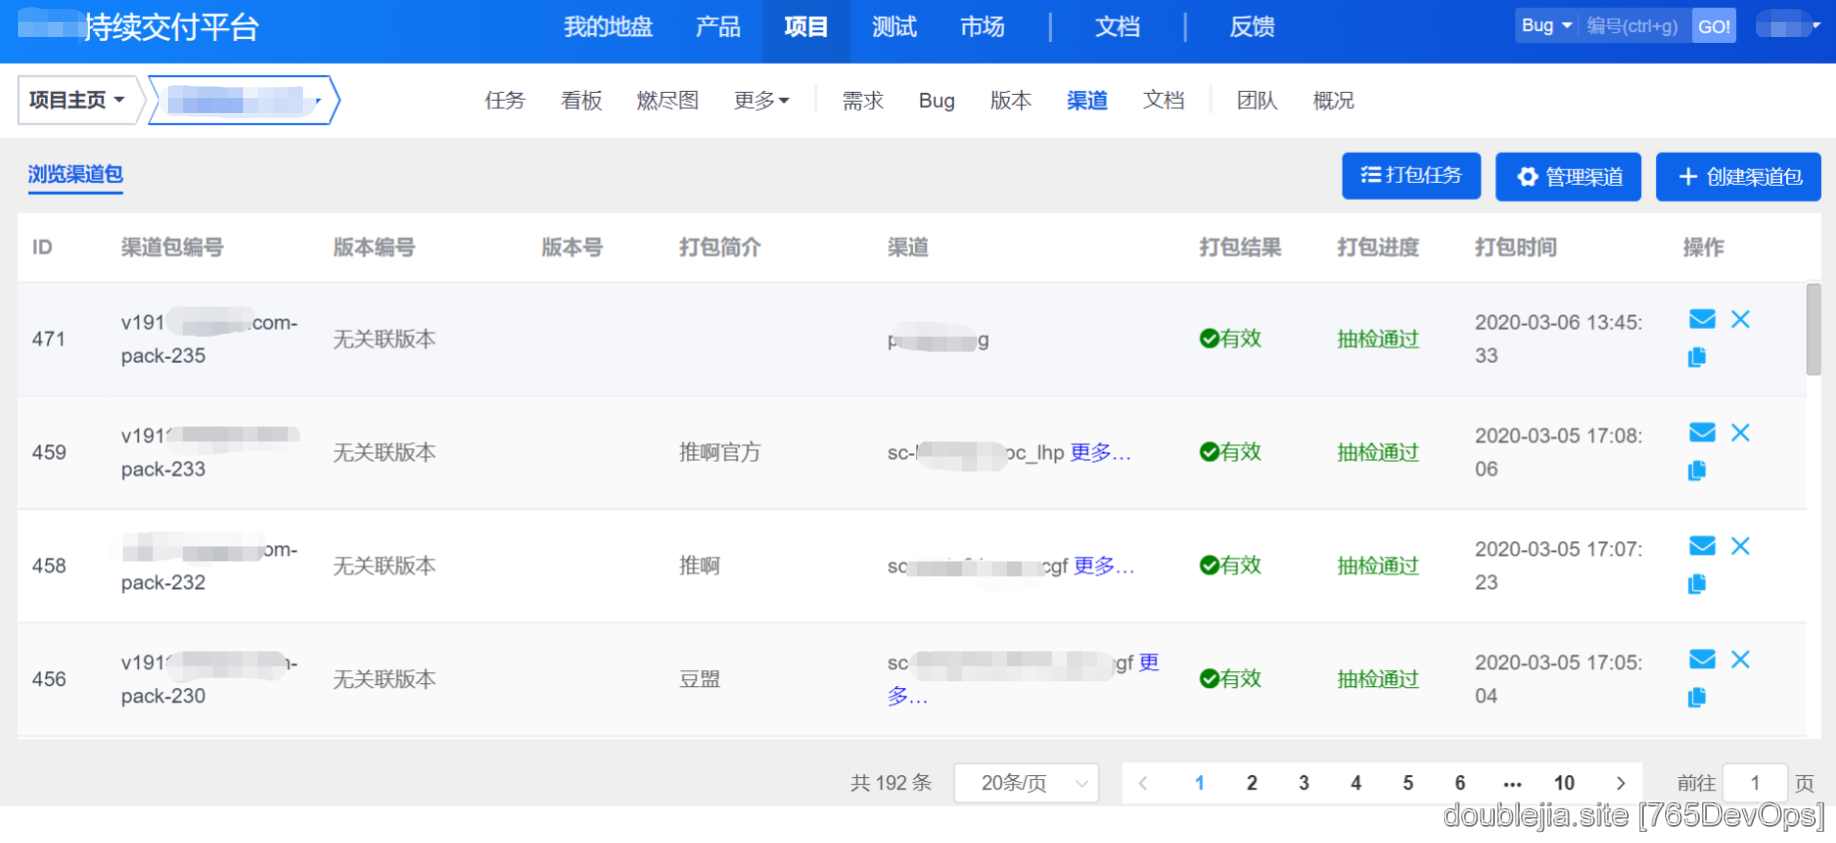 持续交付平台 我的地盘 产品 项目 测试 市场 | 文档 | 反馈 Bug 编号(ctrl+g) GO!
项目主页 任务 看板 燃尽图 更多 需求 Bug 版本 渠道 文档 团队 概况
浏览渠道包 打包任务 管理渠道 创建渠道包
ID 渠道包编号 版本编号 版本号 打包简介 渠道 打包结果 打包进度 打包时间 操作
471 v191 .com-pack-235 无关联版本 p g 有效 抽检通过 2020-03-06 13:45:33
459 v191 pack-233 无关联版本 推啊官方 sc- oc_lhp 更多... 有效 抽检通过 2020-03-05 17:08:06
458 om-pack-232 无关联版本 推啊 sc cgf 更多... 有效 抽检通过 2020-03-05 17:07:23
456 v191 -pack-230 无关联版本 豆盟 sc- gf 更多... 有效 抽检通过 2020-03-05 17:05:04
共 192 条 20条/页 1 2 3 4 5 6 ... 10 前往 1 页
doublejia.site [765DevOps]